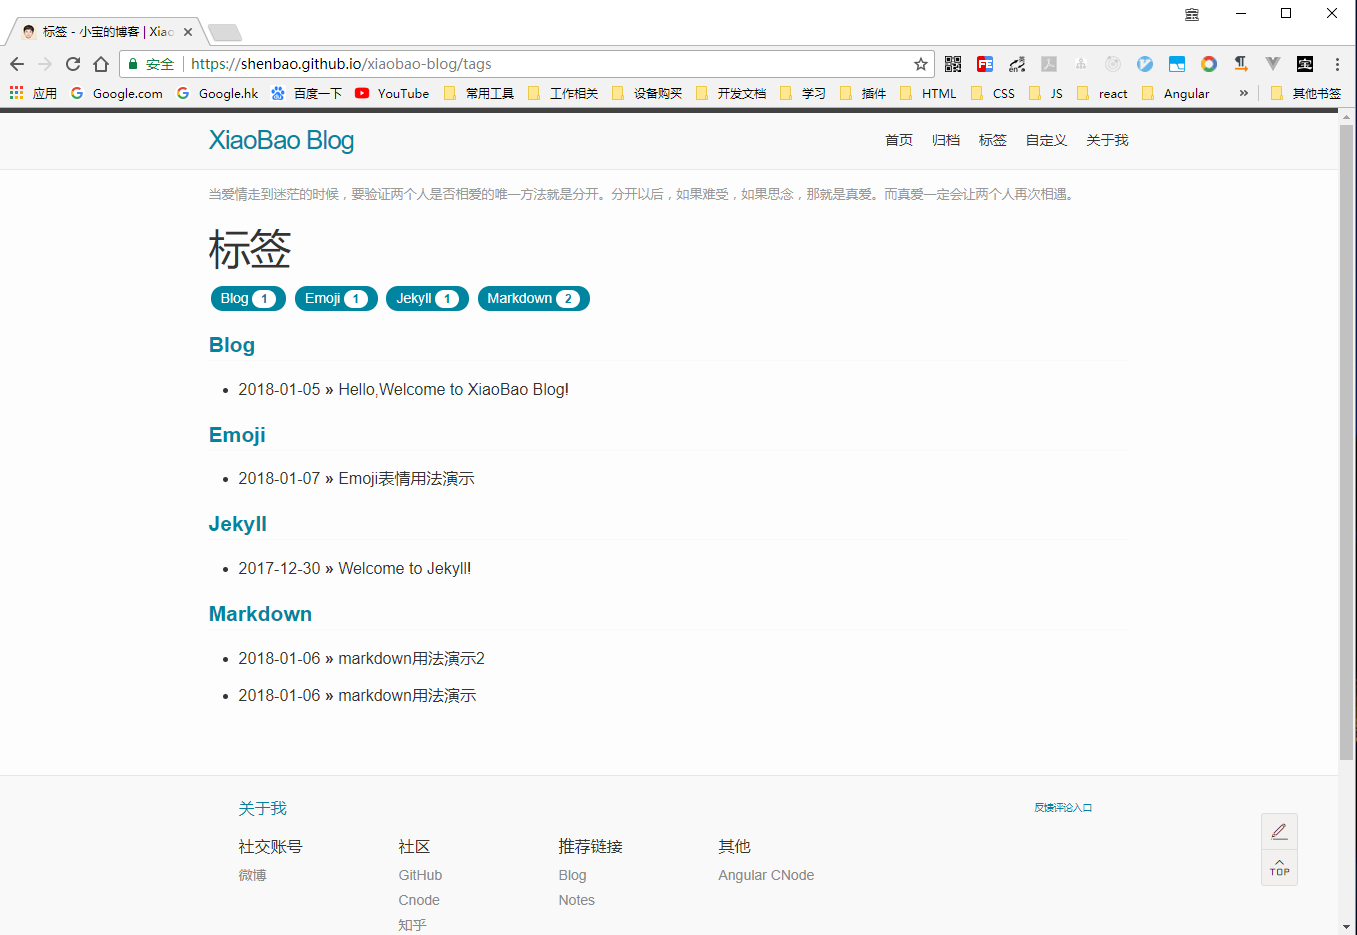 宝
标签 - 小宝的博客 | Xiao
安全 https://shenbao.github.io/xiaobao-blog/tags
应用 Google.com Google.hk 百度一下 YouTube 常用工具 工作相关 设备购买 开发文档 学习 插件 HTML CSS JS react Angular » 其他书签
XiaoBao Blog 首页 归档 标签 自定义 关于我
当爱情走到迷茫的时候，要验证两个人是否相爱的唯一方法就是分开。分开以后，如果难受，如果思念，那就是真爱。而真爱一定会让两个人再次相遇。
标签
Blog 1 Emoji 1 Jekyll 1 Markdown 2
Blog
• 2018-01-05 » Hello,Welcome to XiaoBao Blog!
Emoji
• 2018-01-07 » Emoji表情用法演示
Jekyll
• 2017-12-30 » Welcome to Jekyll!
Markdown
• 2018-01-06 » markdown用法演示2
• 2018-01-06 » markdown用法演示
关于我 反馈评论入口
社交账号 社区 推荐链接 其他
微博 GitHub Blog Angular CNode
Cnode Notes
知乎
TOP